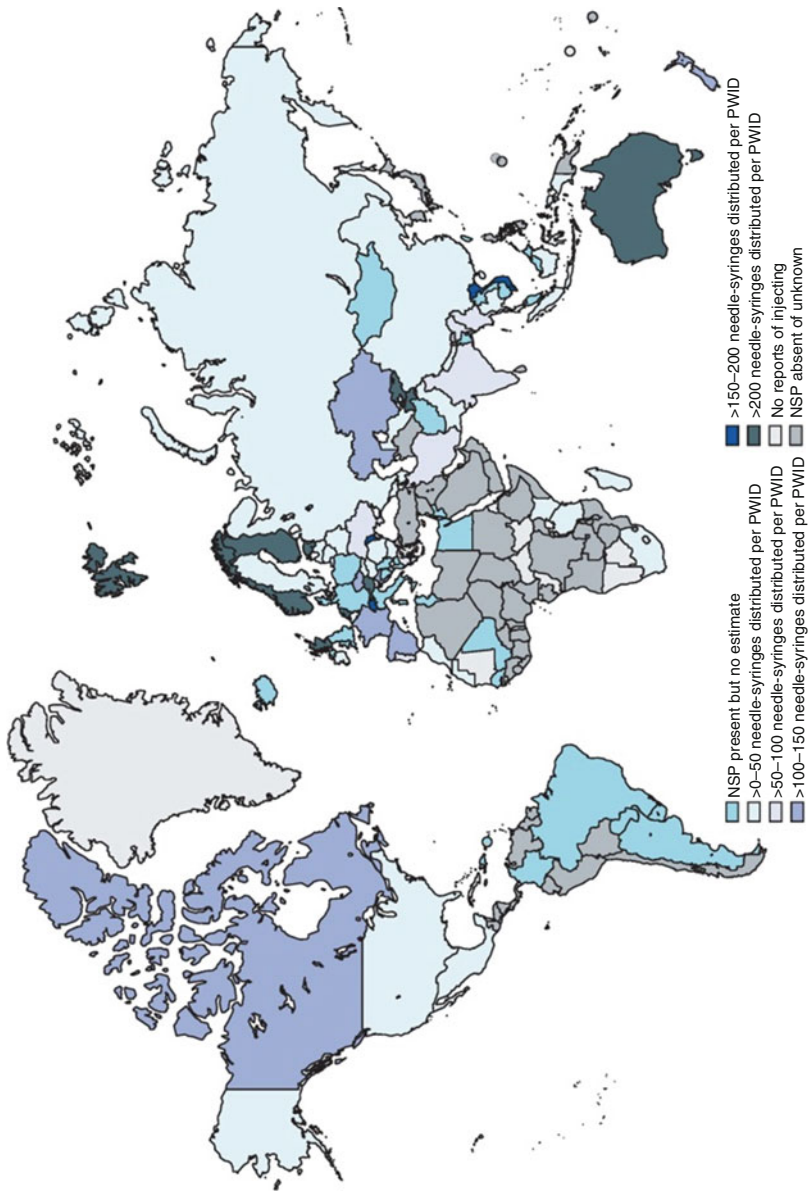 NSP present but no estimate
>0–50 needle-syringes distributed per PWID
>50–100 needle-syringes distributed per PWID
>100–150 needle-syringes distributed per PWID
>150–200 needle-syringes distributed per PWID
>200 needle-syringes distributed per PWID
No reports of injecting
NSP absent of unknown